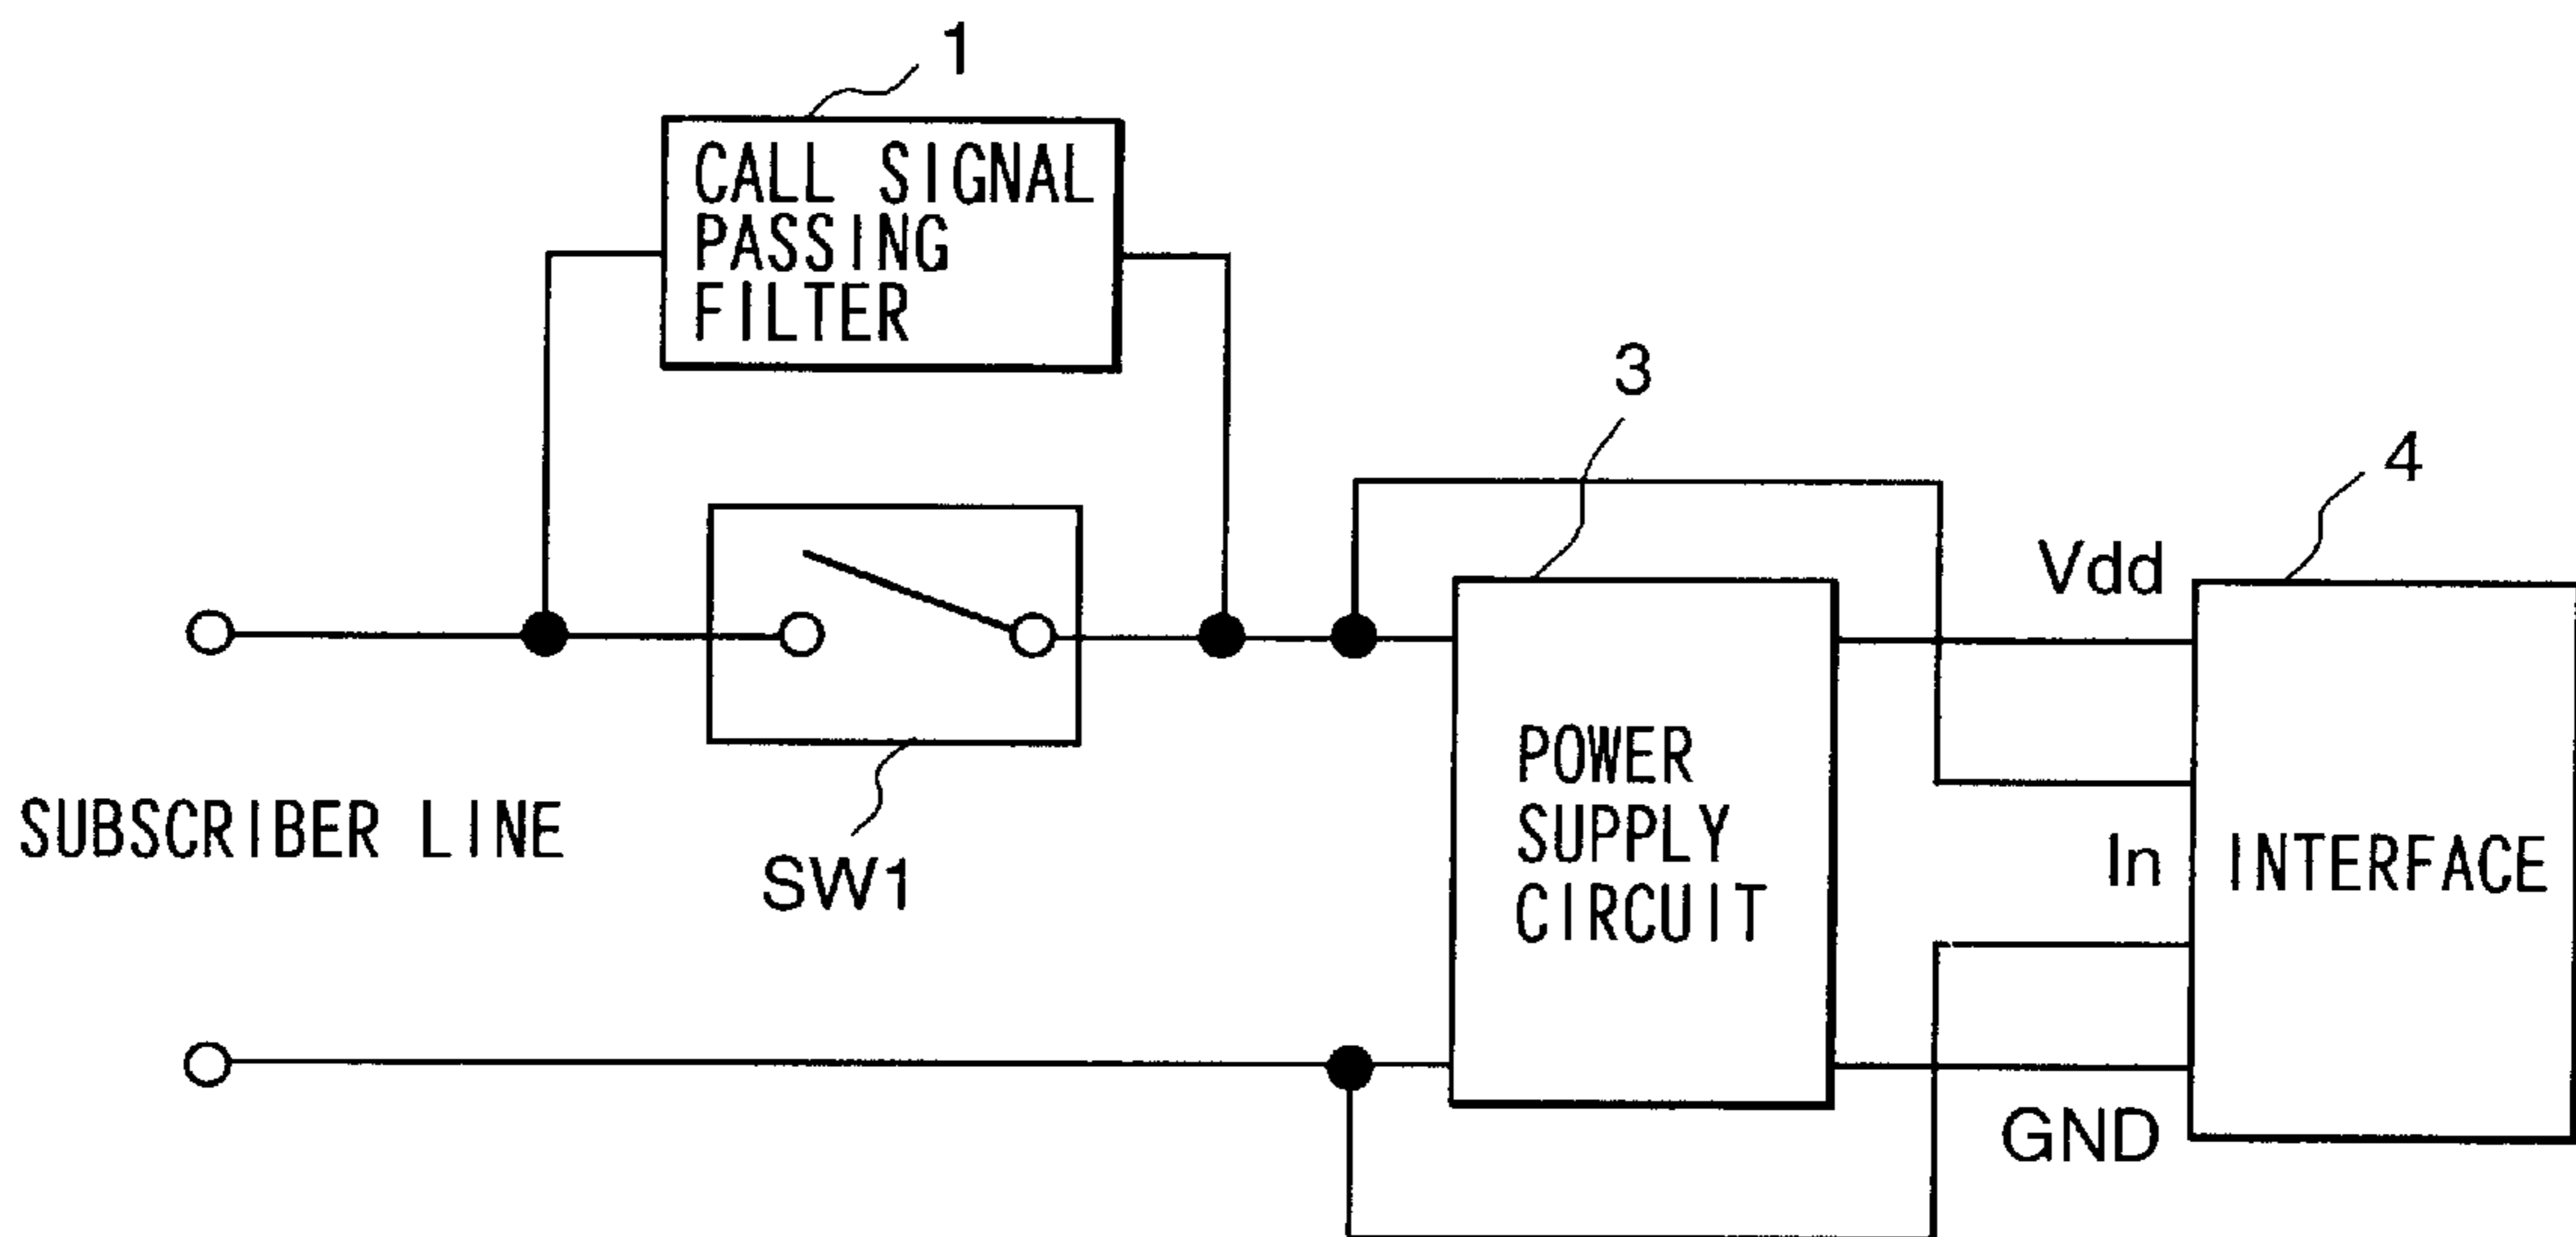 1
CALL SIGNAL
PASSING
FILTER
3
4
Vdd
POWER
SUPPLY
CIRCUIT
SUBSCRIBER LINE
SW1
In
INTERFACE
GND